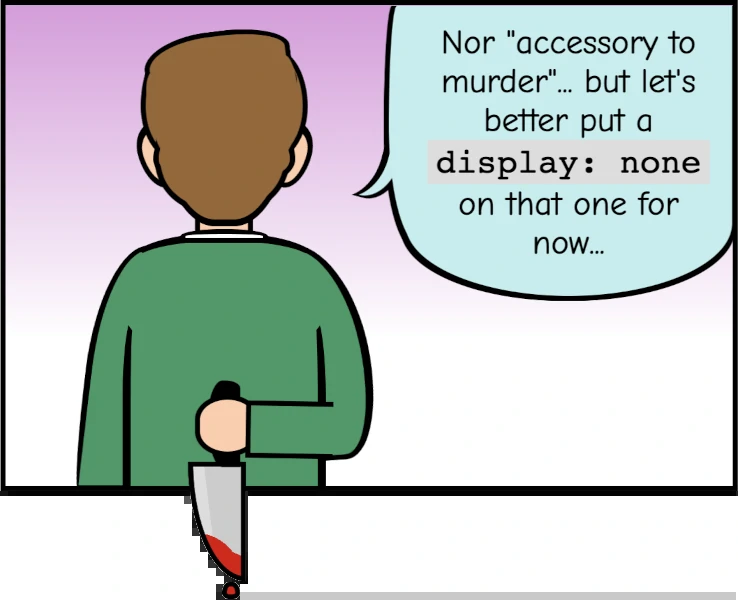 Nor "accessory to
murder"... but let's
better put a
display: none
on that one for
now...